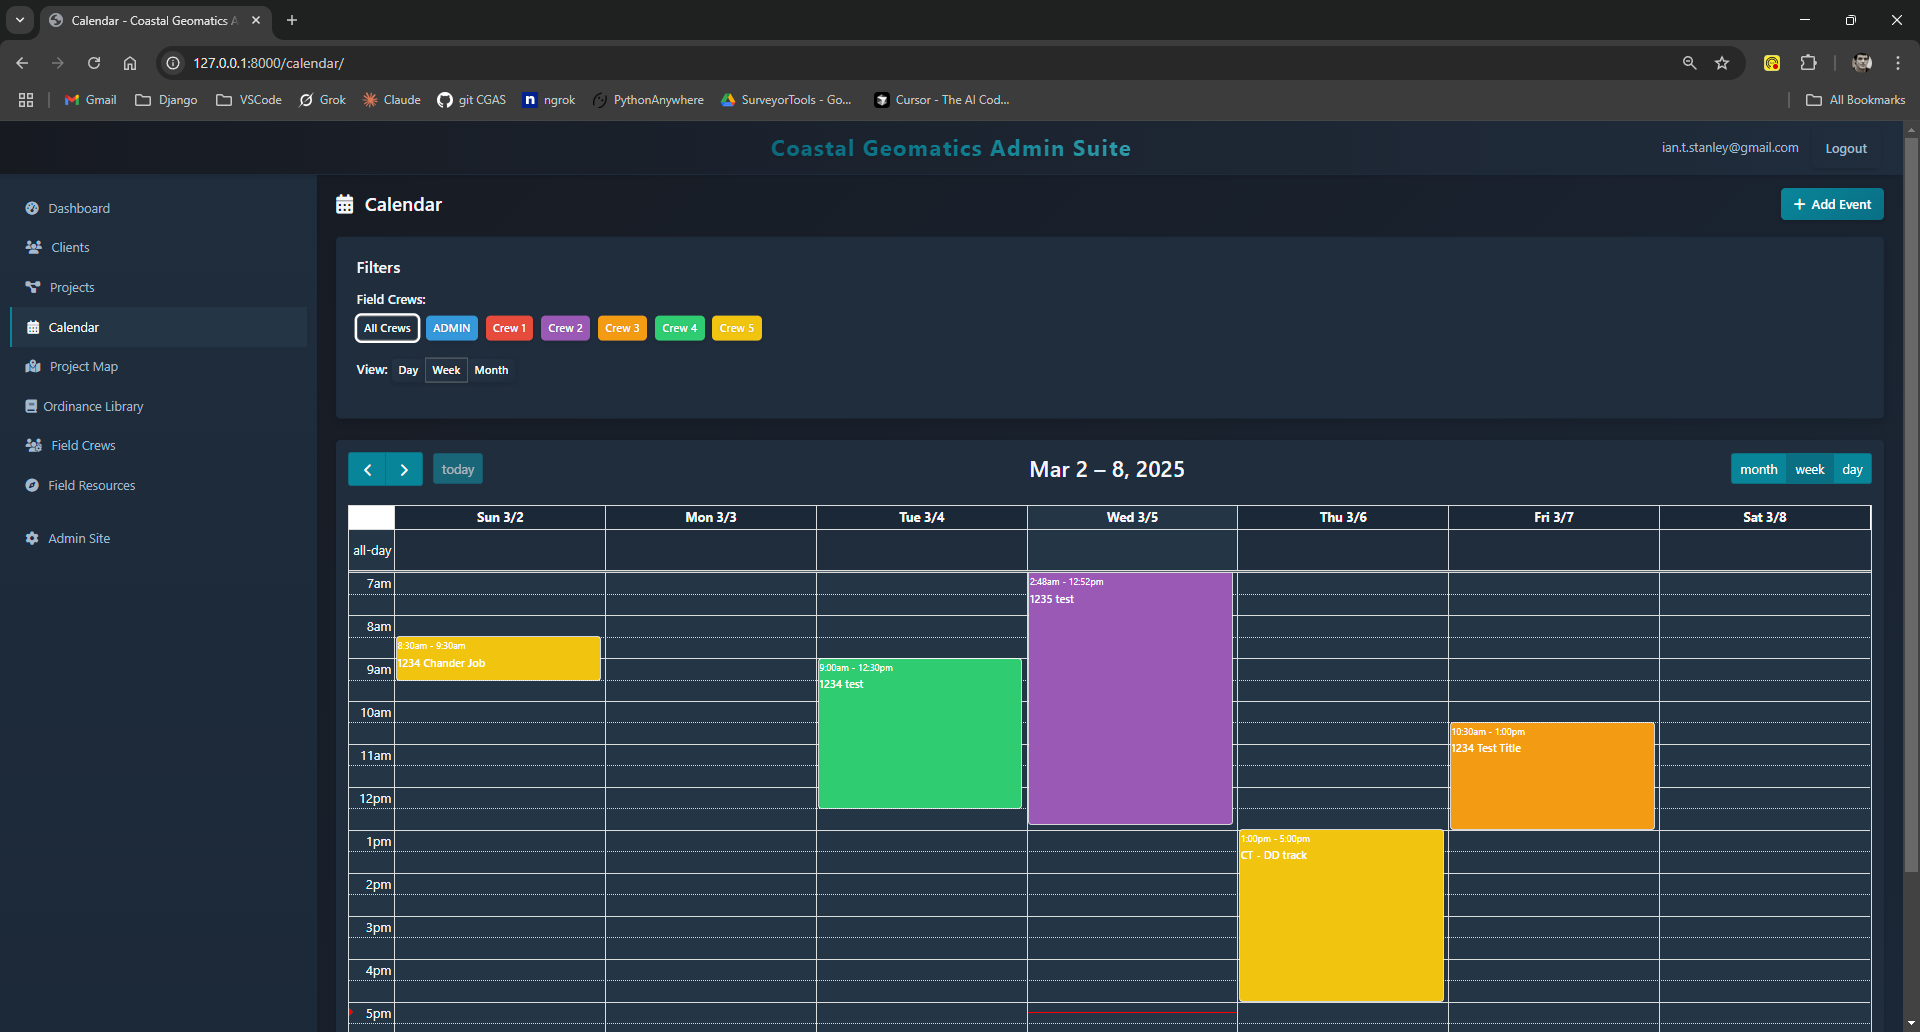 Calendar - Coastal Geomatics A
127.0.0.1:8000/calendar/
Gmail
Django
VSCode
Grok
Claude
git CGAS
n ngrok
PythonAnywhere
SurveyorTools - Go...
Cursor - The AI Cod...
All Bookmarks
Coastal Geomatics Admin Suite
ian.t.stanley@gmail.com
Logout
Dashboard
Clients
Projects
Calendar
Project Map
Ordinance Library
Field Crews
Field Resources
Admin Site
Calendar
+ Add Event
Filters
Field Crews:
All Crews ADMIN Crew 1 Crew 2 Crew 3 Crew 4 Crew 5
View: Day Week Month
today
Mar 2 – 8, 2025
month week day
Sun 3/2 Mon 3/3 Tue 3/4 Wed 3/5 Thu 3/6 Fri 3/7 Sat 3/8
all-day
7am
8am
9am
10am
11am
12pm
1pm
2pm
3pm
4pm
5pm
8:30am - 9:30am
1234 Chander Job
9:00am - 12:30pm
1234 test
2:48am - 12:52pm
1235 test
1:00pm - 5:00pm
CT - DD track
10:30am - 1:00pm
1234 Test Title